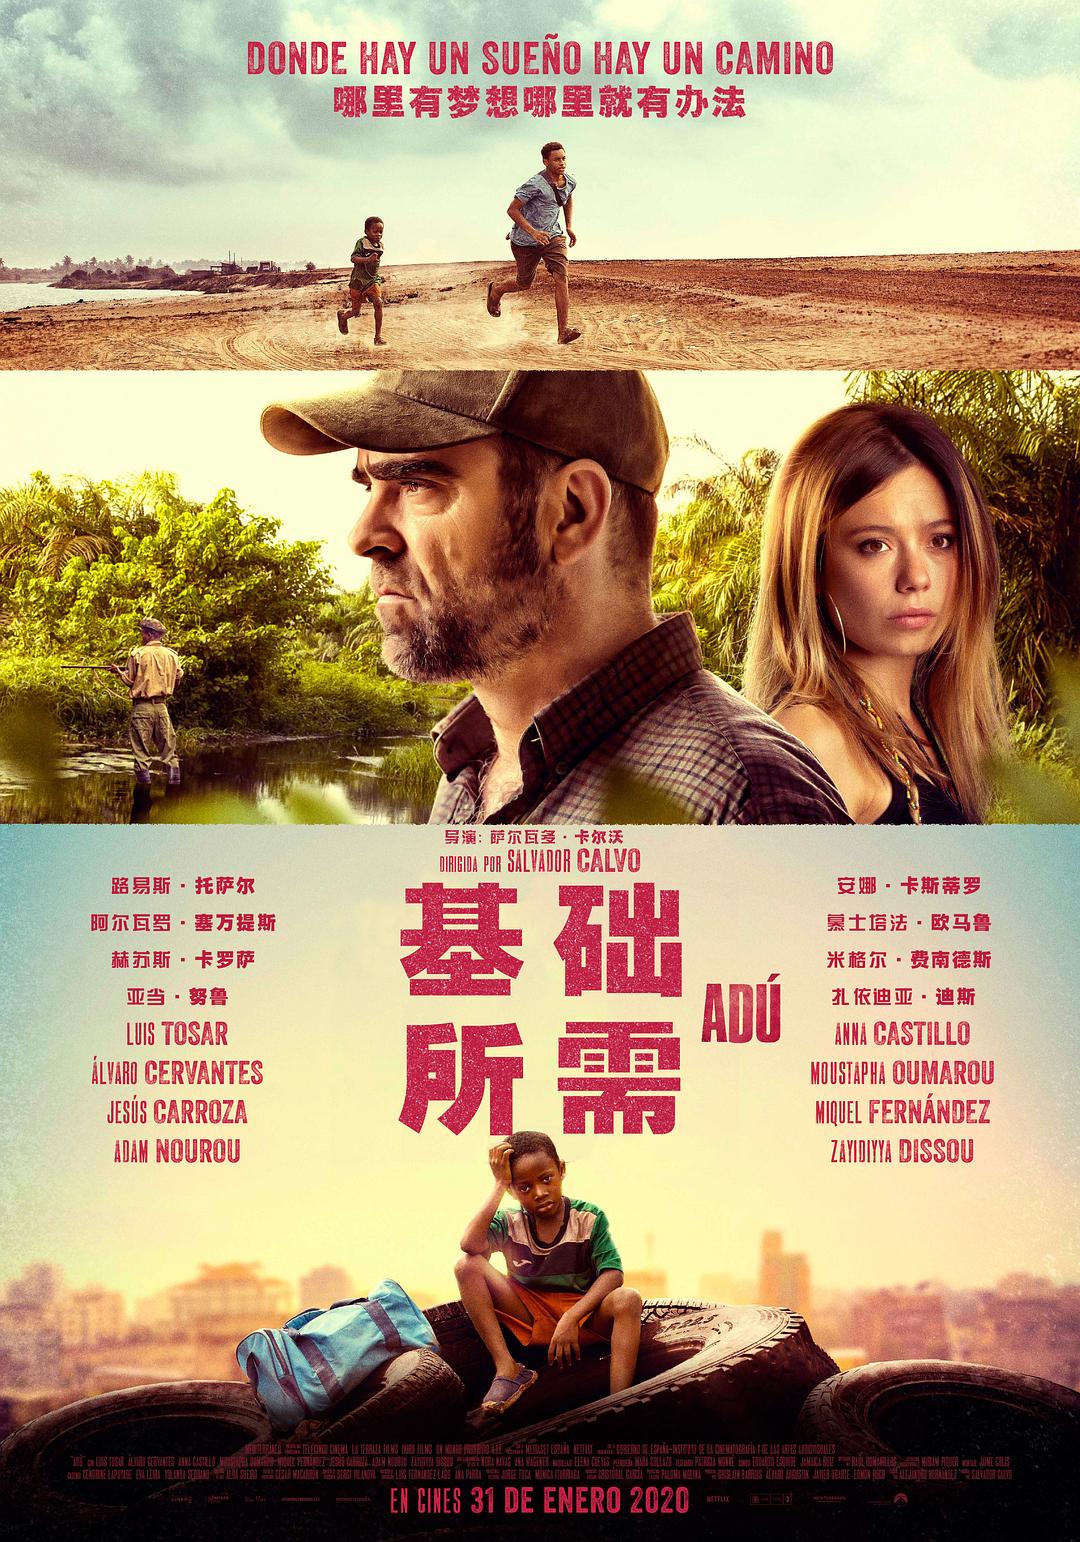 DONDE HAY UN SUEÑO HAY UN CAMINO
哪里有梦想哪里就有办法
导演: 萨尔瓦多·卡尔沃
DIRIGIDA POR SALVADOR CALVO
基础
所需
ADÚ
路易斯·托萨尔
阿尔瓦罗·塞万提斯
赫苏斯·卡罗萨
亚当·努鲁
LUIS TOSAR
ÁLVARO CERVANTES
JESÚS CARROZA
ADAM NOUROU
安娜·卡斯蒂罗
慕士塔法·欧马鲁
米格尔·费南德斯
扎依迪亚·迪斯
ANNA CASTILLO
MOUSTAPHA OUMAROU
MIQUEL FERNÁNDEZ
ZAYIDIYYA DISSOU
EN CINES 31 DE ENERO 2020
NETFLIX